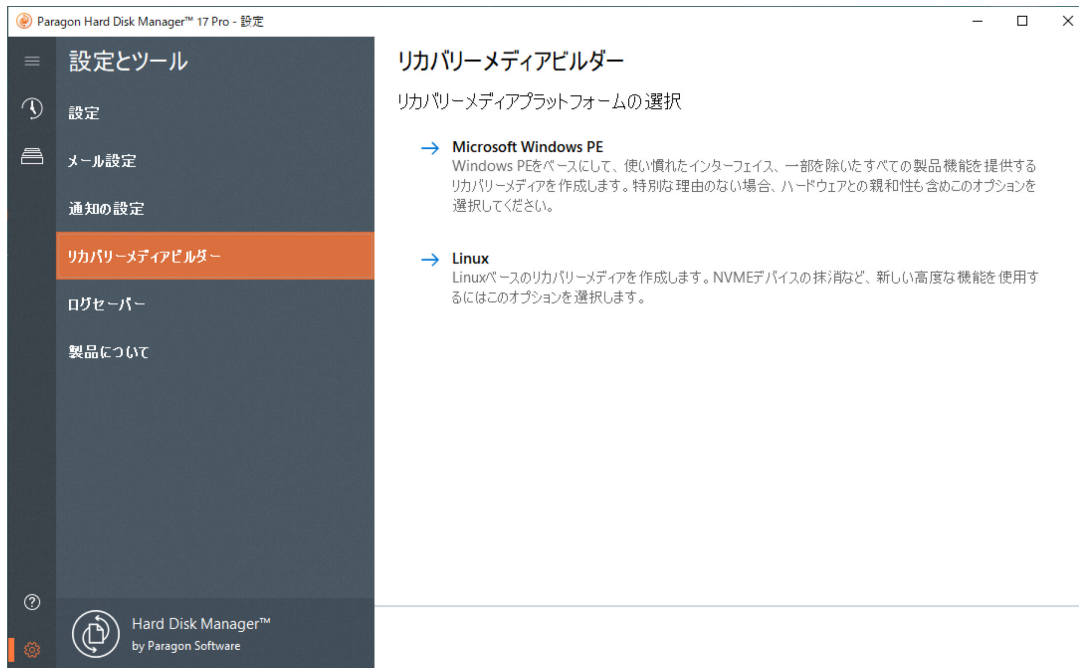 Paragon Hard Disk Manager™ 17 Pro - 設定
設定とツール
設定
メール設定
通知の設定
リカバリーメディアビルダー
ログセーバー
製品について
Hard Disk Manager™
by Paragon Software
リカバリーメディアビルダー
リカバリーメディアプラットフォームの選択
Microsoft Windows PE
Windows PEをベースにして、使い慣れたインターフェイス、一部を除いたすべての製品機能を提供する
リカバリーメディアを作成します。特別な理由のない場合、ハードウェアとの親和性も含めこのオプションを
選択してください。
Linux
Linuxベースのリカバリーメディアを作成します。NVMEデバイスの抹消など、新しい高度な機能を使用す
るにはこのオプションを選択します。